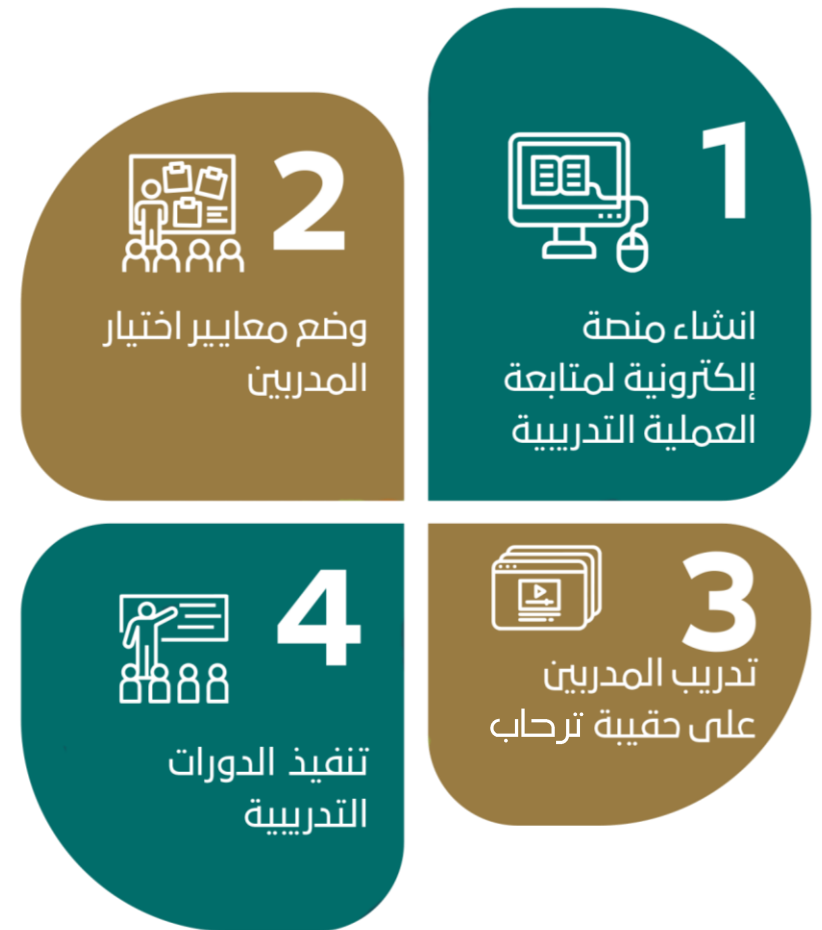 1
انشاء منصة
إلكترونية لمتابعة
العملية التدريبية
2
وضع معايير اختيار
المدربين
3
تدريب المدربين
على حقيبة ترحاب
4
تنفيذ الدورات
التدريبية